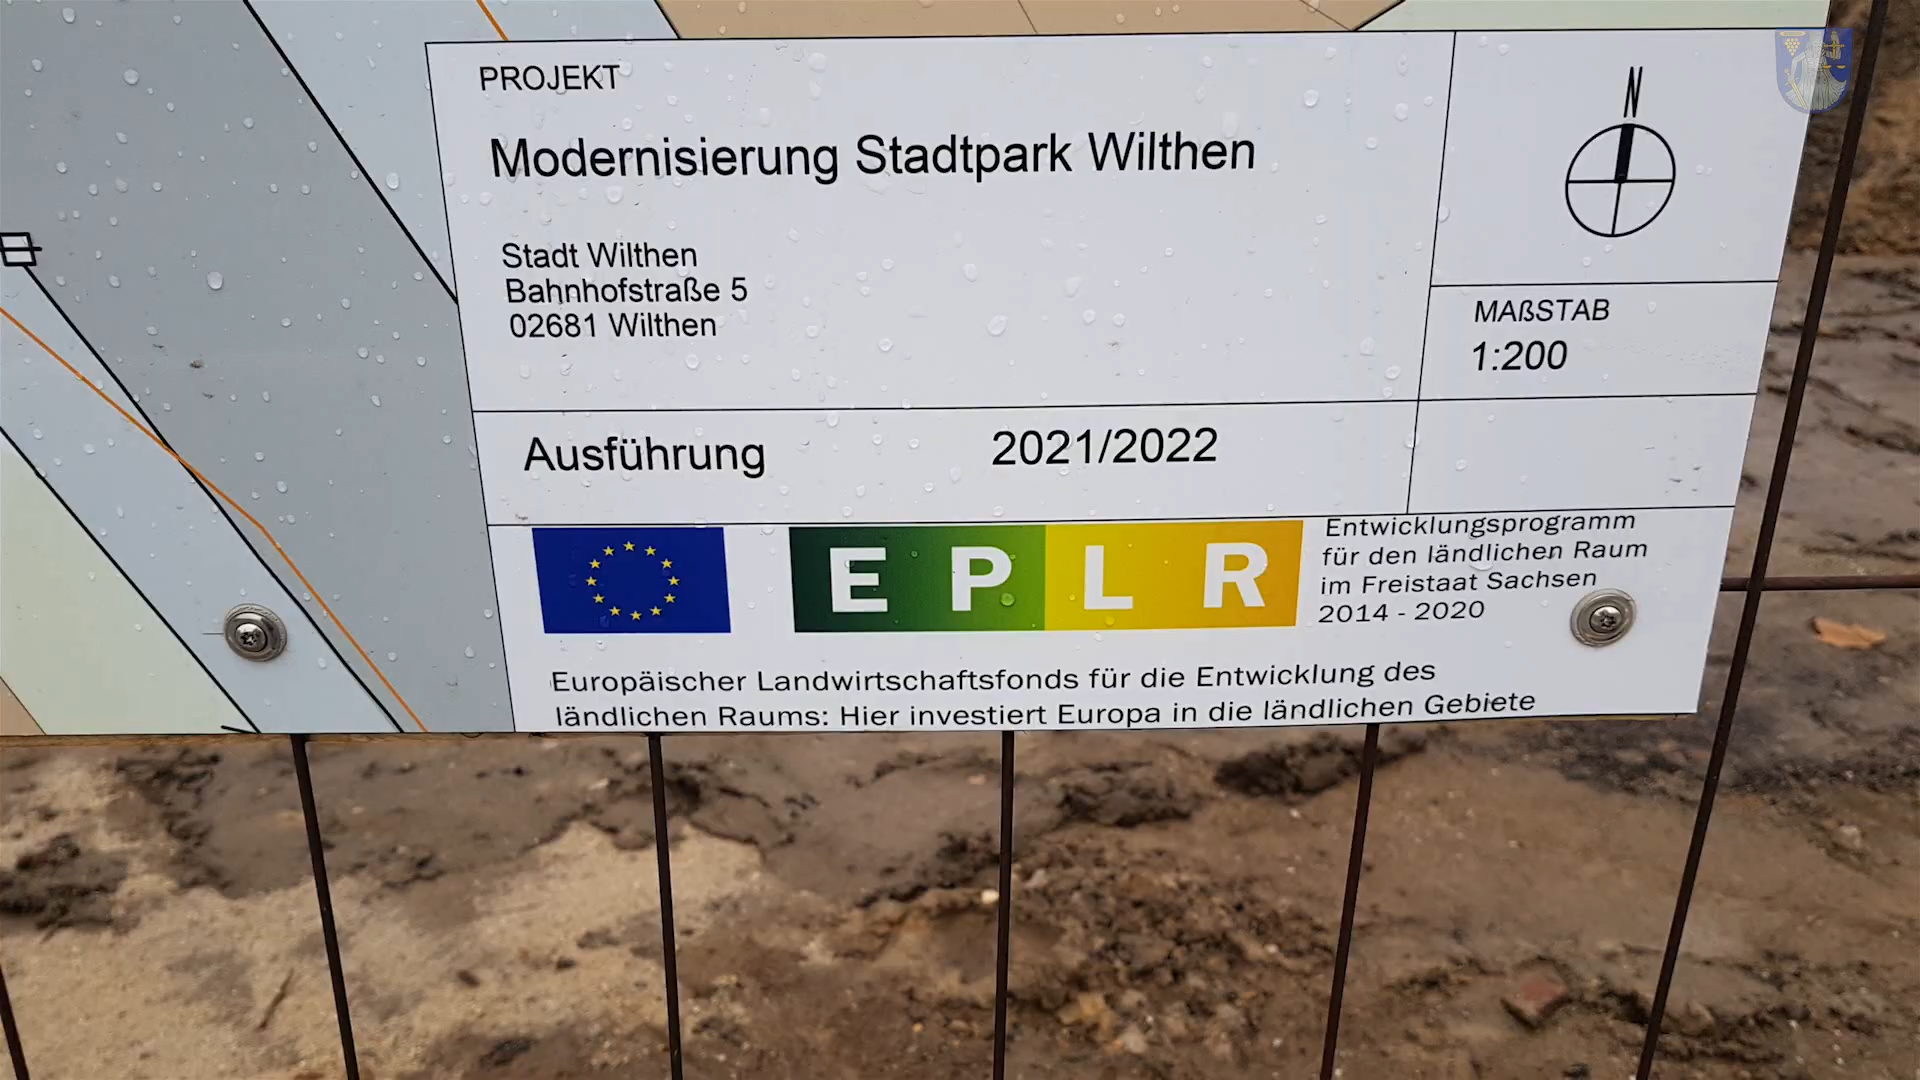 PROJEKT
Modernisierung Stadtpark Wilthen
Stadt Wilthen
Bahnhofstraße 5
02681 Wilthen
N
MAßSTAB
1:200
Ausführung 2021/2022
E P L R
Entwicklungsprogramm
für den ländlichen Raum
im Freistaat Sachsen
2014 - 2020
Europäischer Landwirtschaftsfonds für die Entwicklung des
ländlichen Raums: Hier investiert Europa in die ländlichen Gebiete